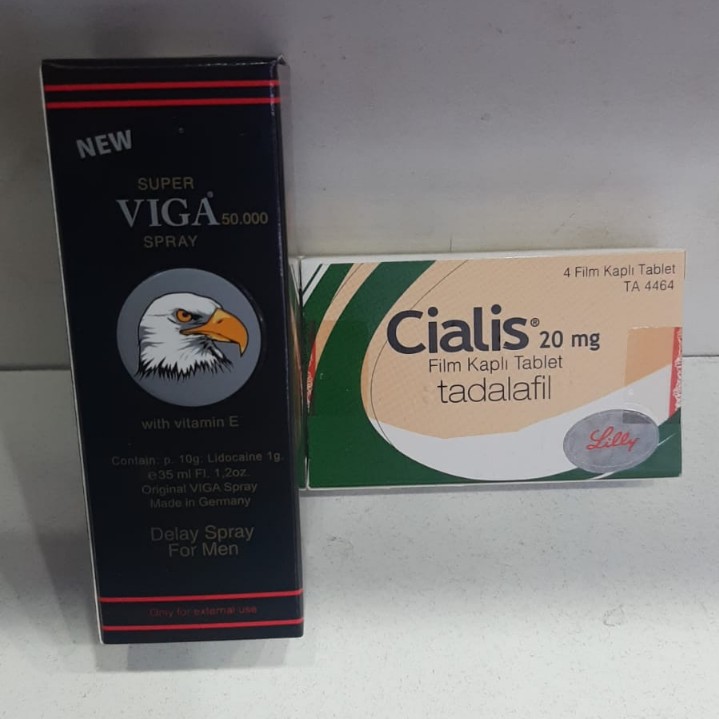 NEW
SUPER
VIGA® 50.000
SPRAY
with vitamin E
Contain: p. 10g: Lidocaine 1g.
e 35 ml Fl. 1,2oz.
Original VIGA Spray
Made in Germany
Delay Spray
For Men
Only for external use
4 Film Kaplı Tablet
TA 4464
Cialis® 20 mg
Film Kaplı Tablet
tadalafil
Lilly